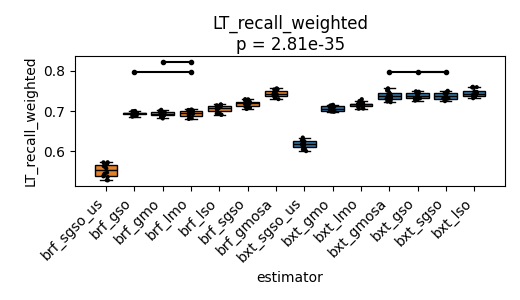 LT_recall_weighted
p = 2.81e-35
LT_recall_weighted
0.8
0.7
0.6
brf_sgso_us
brf_gso
brf_gmo
brf_lmo
brf_lso
brf_sgso
brf_gmosa
bxt_sgso_us
bxt_gmo
bxt_lmo
bxt_gmosa
bxt_gso
bxt_sgso
bxt_lso
estimator